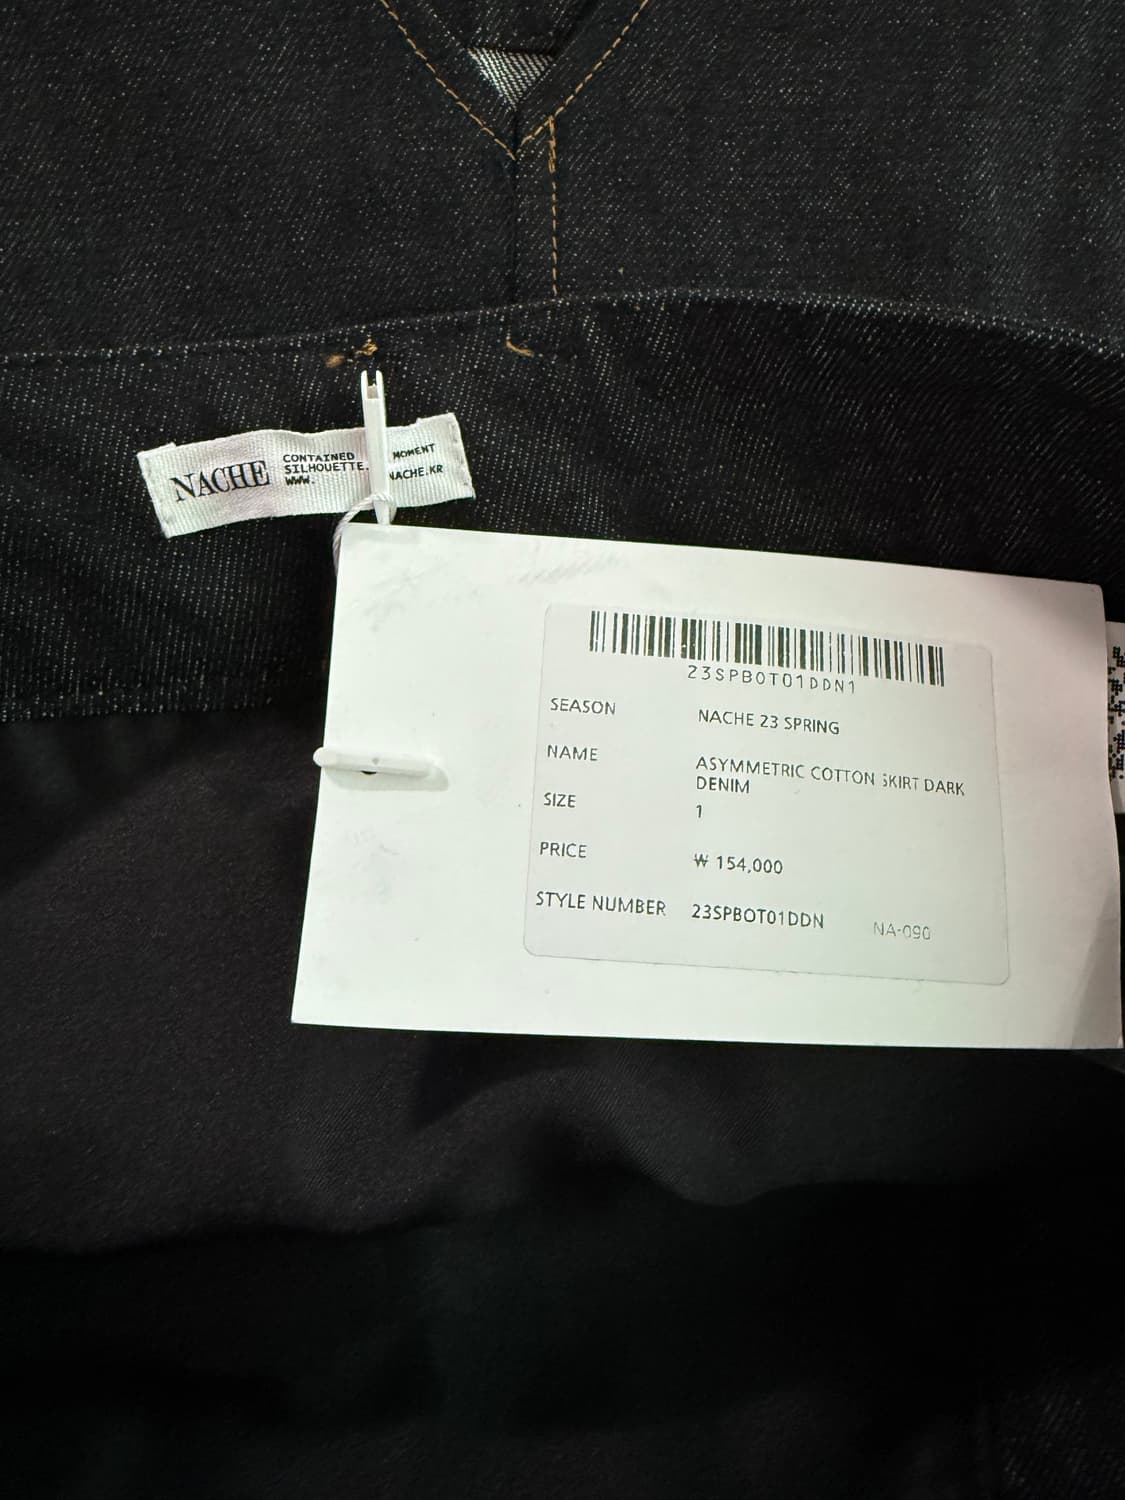 NACHE
CONTAINED MOMENT
SILHOUETTE.
WWW. NACHE.KR
23SPBOT01DDN1
SEASON NACHE 23 SPRING
NAME ASYMMETRIC COTTON SKIRT DARK
DENIM
SIZE 1
PRICE ₩ 154,000
STYLE NUMBER 23SPBOT01DDN NA-090